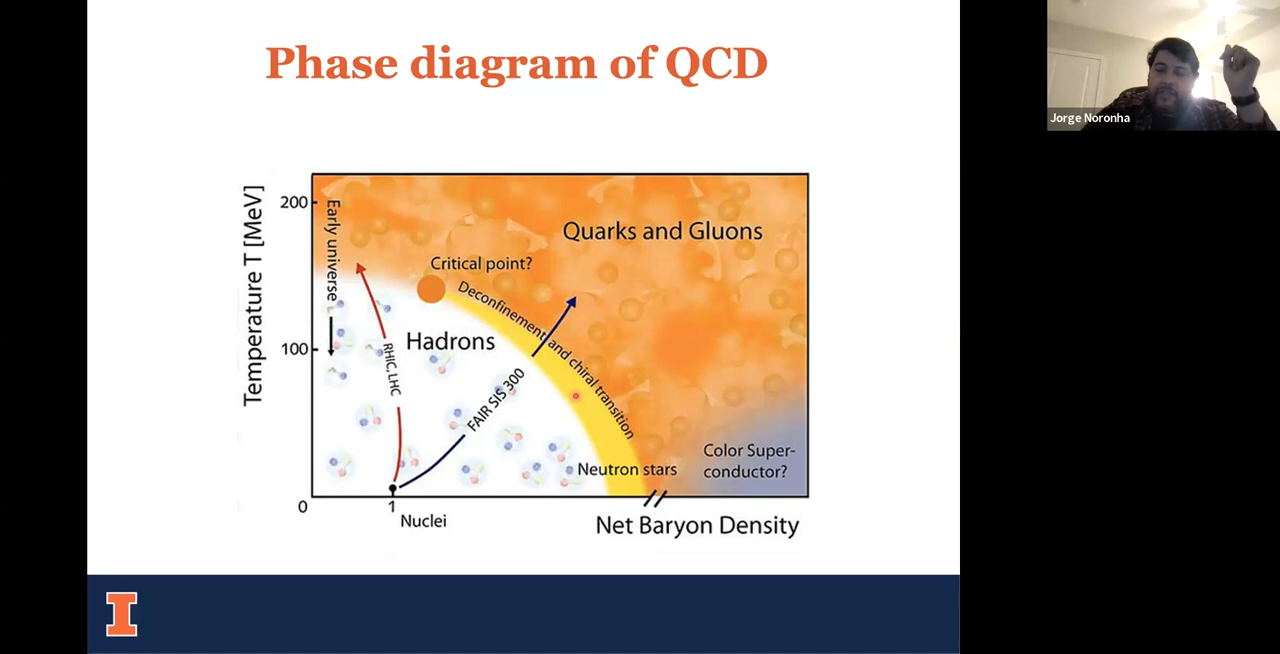 Phase diagram of QCD
Jorge Noronha
Temperature T [MeV]
200
100
0
Early universe
Quarks and Gluons
Critical point?
Deconfinement and chiral transition
Hadrons
RHIC, LHC
FAIR SIS 300
Color Super-
conductor?
Neutron stars
1
Nuclei
Net Baryon Density
I